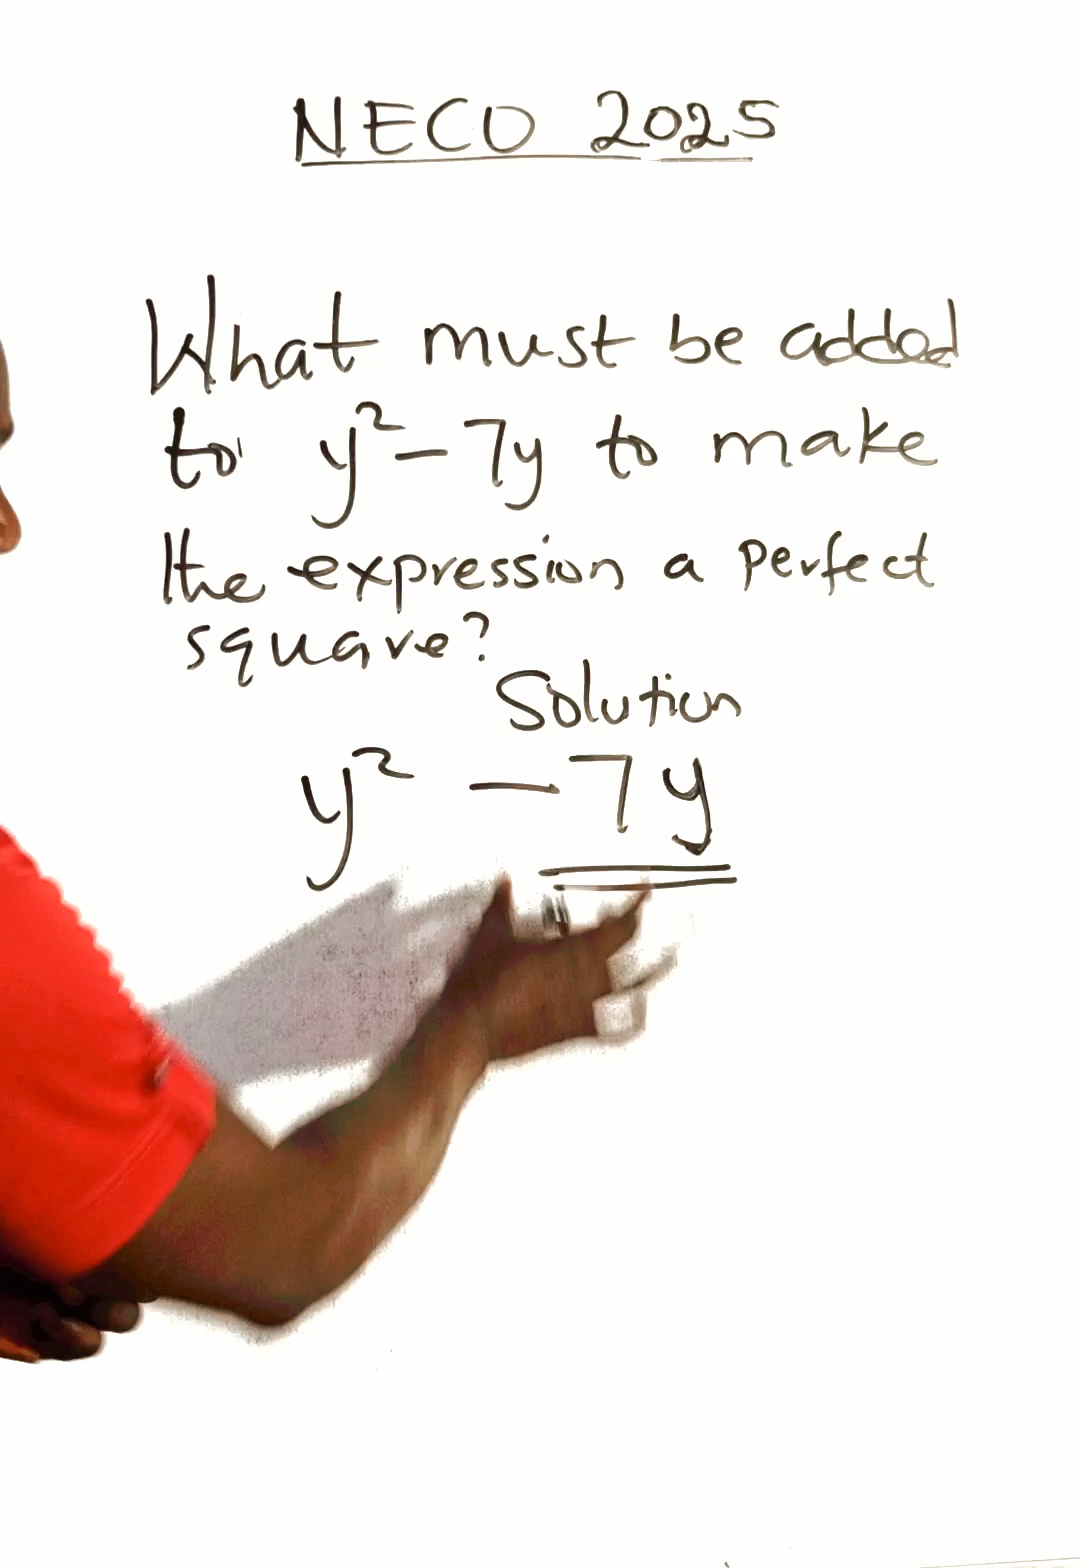 NECO 2025
What must be added
to y² - 7y to make
the expression a perfect
square?
Solution
y² - 7y